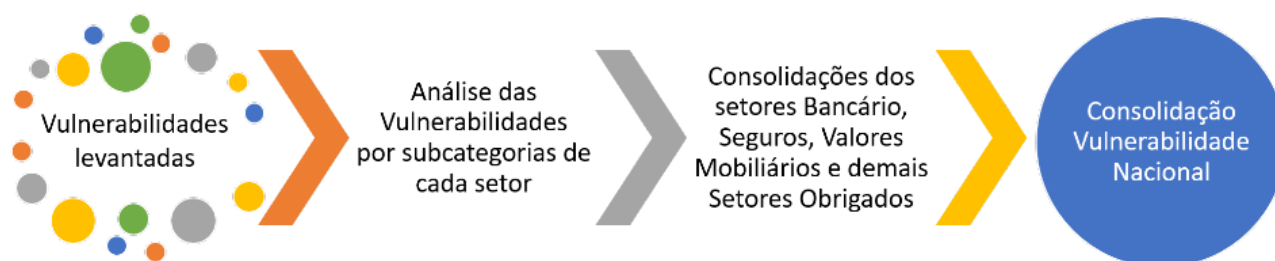 Vulnerabilidades
levantadas
Análise das
Vulnerabilidades
por subcategorias de
cada setor
Consolidações dos
setores Bancário,
Seguros, Valores
Mobiliários e demais
Setores Obrigados
Consolidação
Vulnerabilidade
Nacional